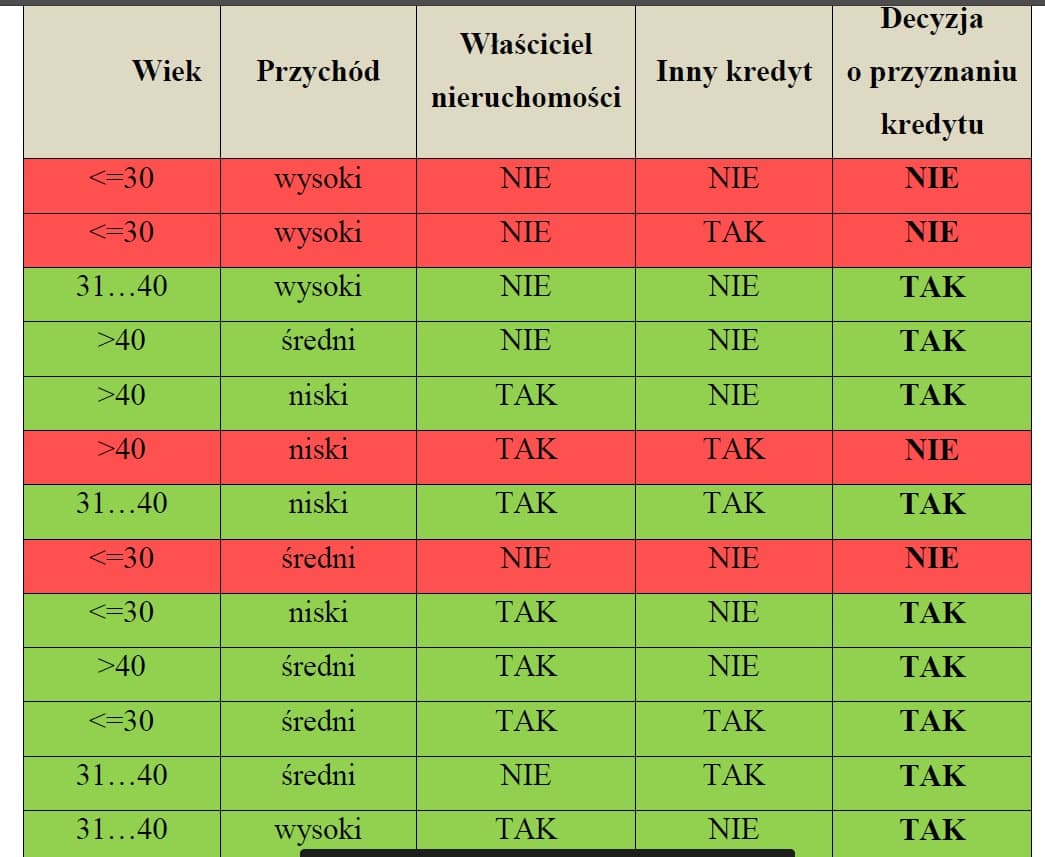 Wiek Przychód Właściciel nieruchomości Inny kredyt Decyzja o przyznaniu kredytu
<=30 wysoki NIE NIE NIE
<=30 wysoki NIE TAK NIE
31…40 wysoki NIE NIE TAK
>40 średni NIE NIE TAK
>40 niski TAK NIE TAK
>40 niski TAK TAK NIE
31…40 niski TAK TAK TAK
<=30 średni NIE NIE NIE
<=30 niski TAK NIE TAK
>40 średni TAK NIE TAK
<=30 średni TAK TAK TAK
31…40 średni NIE TAK TAK
31…40 wysoki TAK NIE TAK